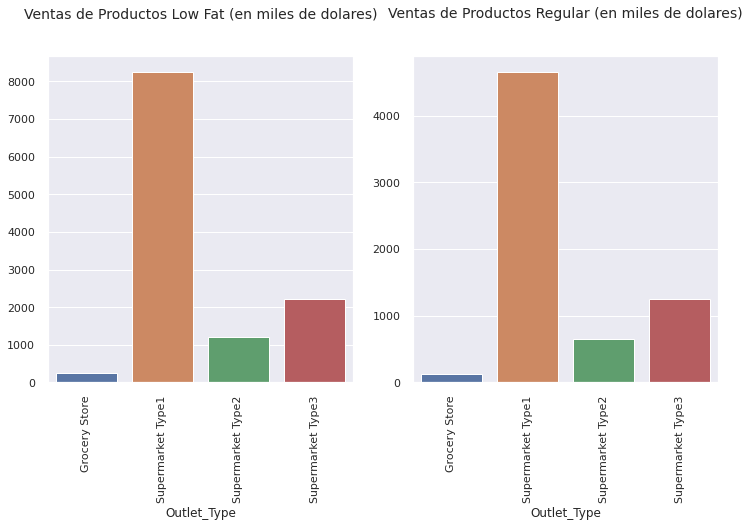 Ventas de Productos Low Fat (en miles de dolares)
8000
7000
6000
5000
4000
3000
2000
1000
0
Grocery Store
Supermarket Type1
Supermarket Type2
Supermarket Type3
Outlet_Type
Ventas de Productos Regular (en miles de dolares)
4000
3000
2000
1000
0
Grocery Store
Supermarket Type1
Supermarket Type2
Supermarket Type3
Outlet_Type